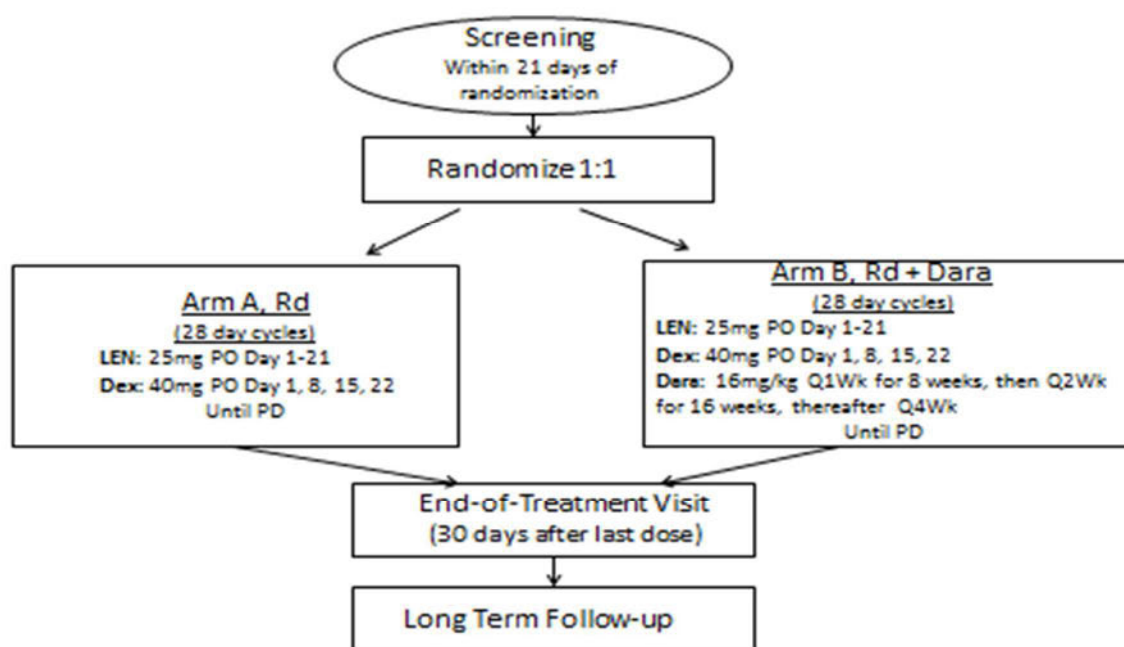 Screening
Within 21 days of
randomization
Randomize 1:1
Arm A, Rd
(28 day cycles)
LEN: 25mg PO Day 1-21
Dex: 40mg PO Day 1, 8, 15, 22
Until PD
Arm B, Rd + Dara
(28 day cycles)
LEN: 25mg PO Day 1-21
Dex: 40mg PO Day 1, 8, 15, 22
Dara: 16mg/kg Q1Wk for 8 weeks, then Q2Wk
for 16 weeks, thereafter Q4Wk
Until PD
End-of-Treatment Visit
(30 days after last dose)
Long Term Follow-up